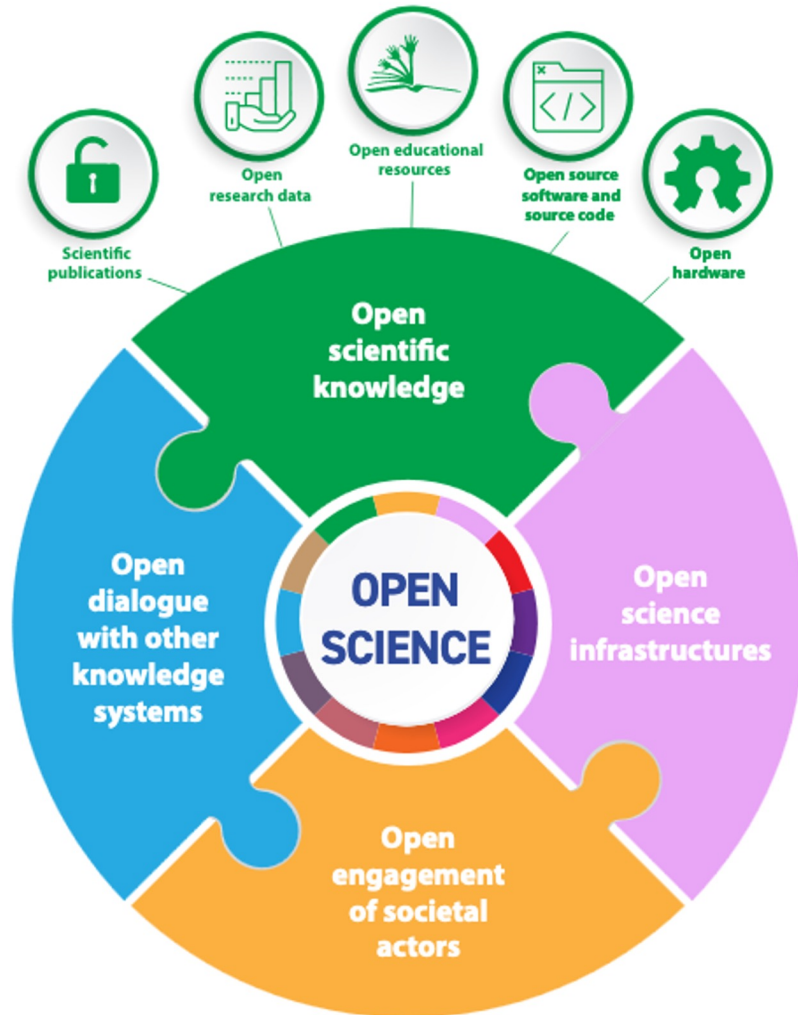 Scientific
publications
Open
research data
Open educational
resources
Open source
software and
source code
Open
hardware
Open
scientific
knowledge
Open
dialogue
with other
knowledge
systems
OPEN
SCIENCE
Open
science
infrastructures
Open
engagement
of societal
actors